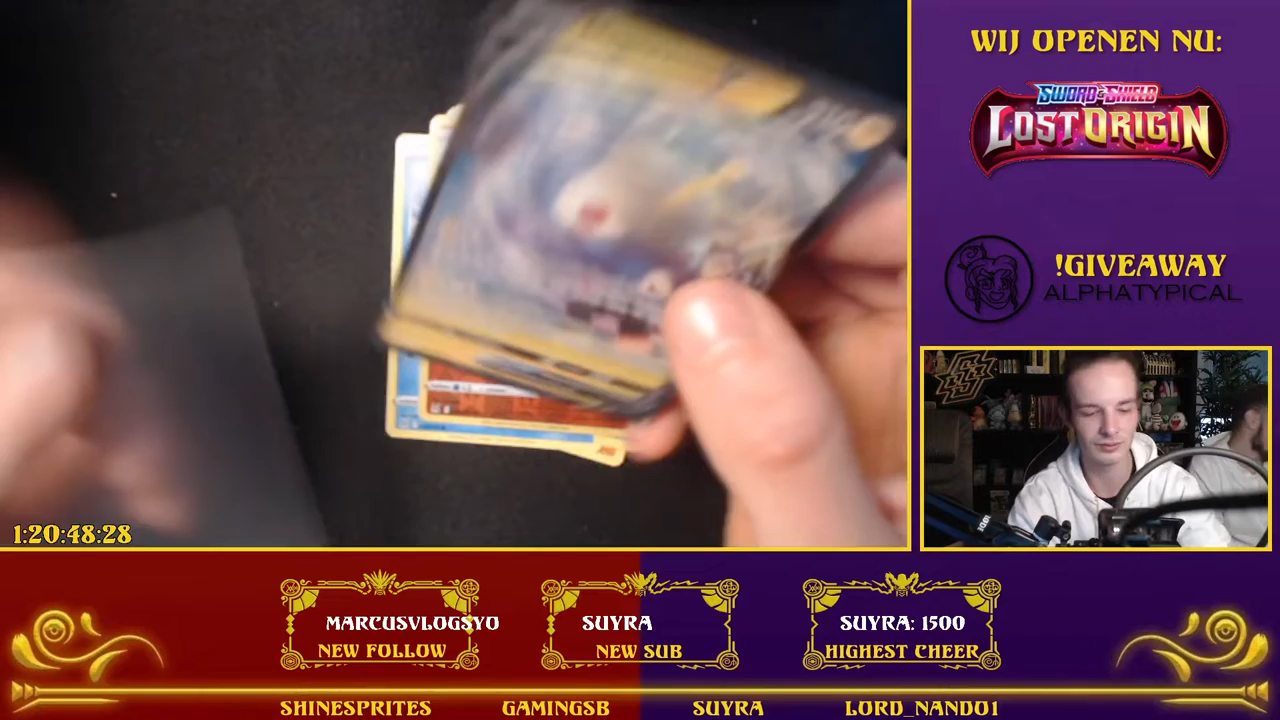 WIJ OPENEN NU:
SWORD & SHIELD
LOST ORIGIN
!GIVEAWAY
ALPHATYPICAL
1:20:48:28
MARCUSVLOGSYO
NEW FOLLOW
SUYRA
NEW SUB
SUYRA: 1500
HIGHEST CHEER
SHINESPRITES GAMINGSB SUYRA LORD_NANDO1